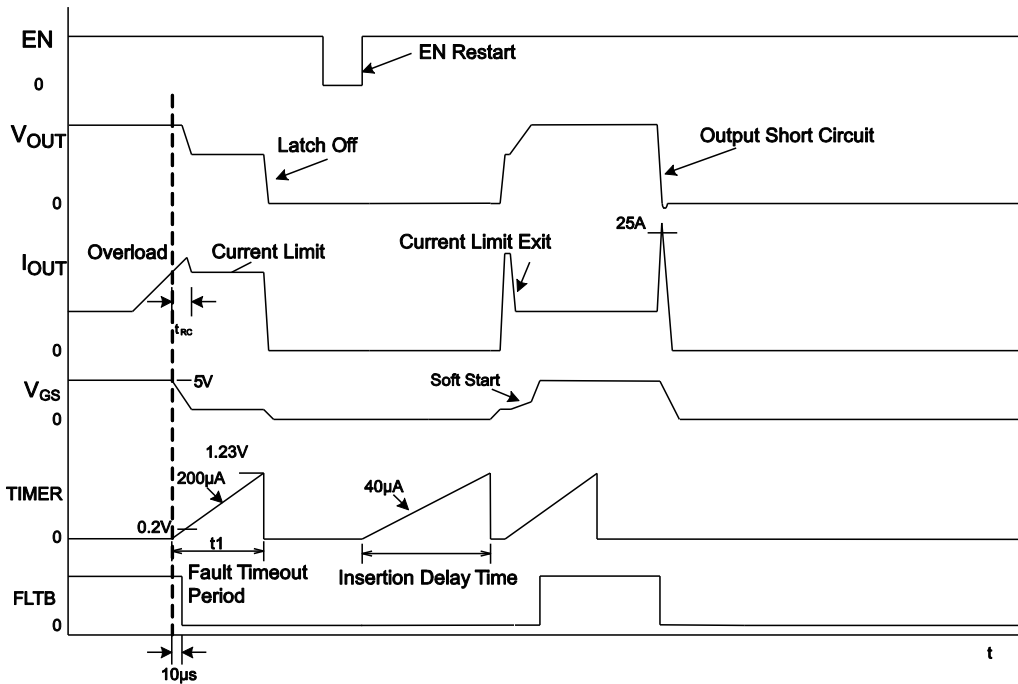 EN
EN Restart
0
VOUT
Latch Off
Output Short Circuit
0
25A
Overload
Current Limit
Current Limit Exit
IOUT
tRC
0
5V
Soft Start
VGS
0
1.23V
200μA
40μA
TIMER
0.2V
0
t1
Fault Timeout
Period
Insertion Delay Time
FLTB
0
t
10μs